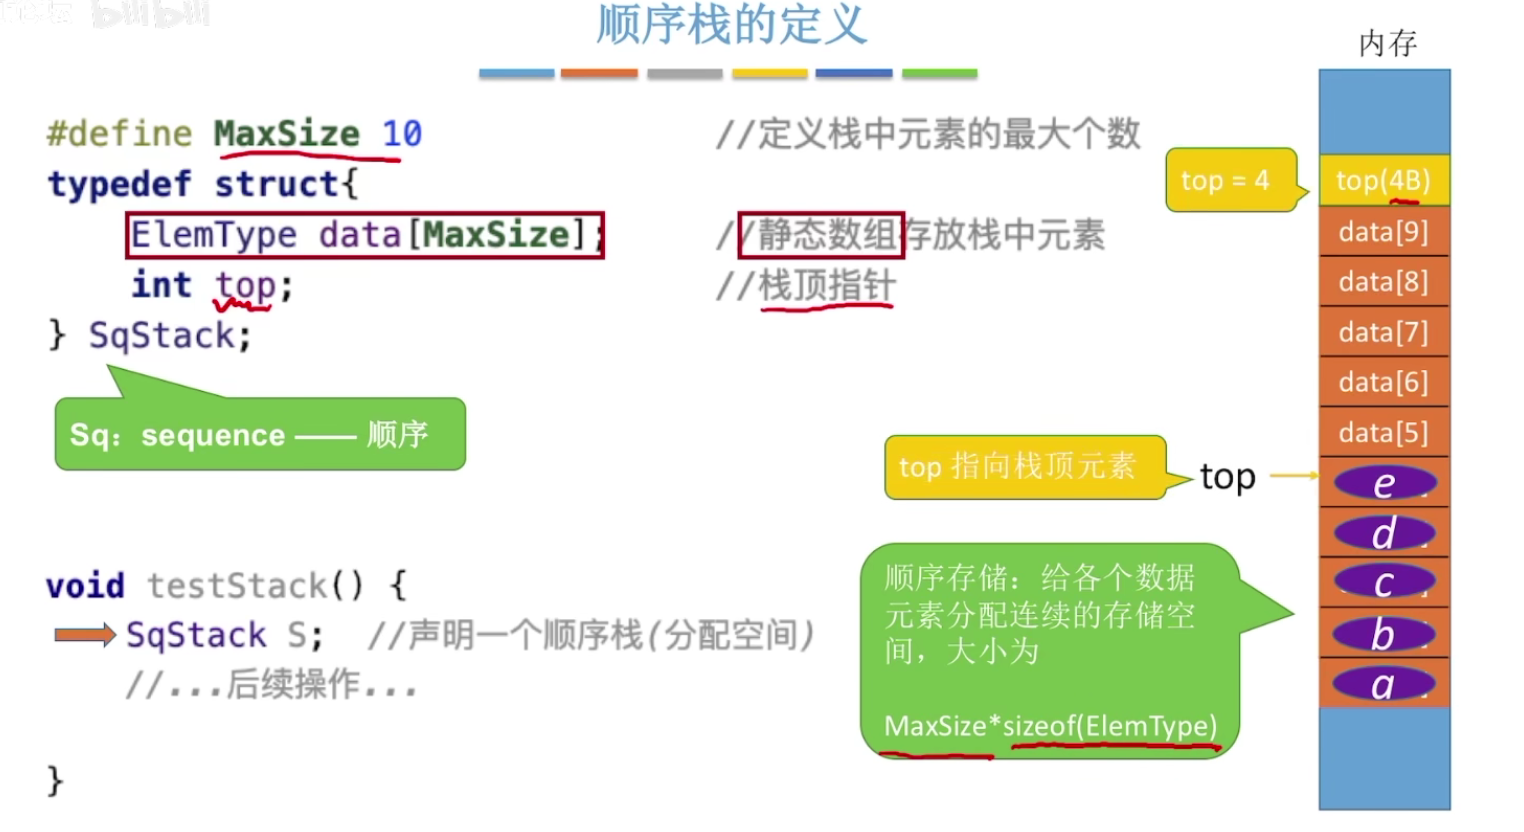 bilibili
顺序栈的定义
内存
#define MaxSize 10 //定义栈中元素的最大个数
typedef struct{
ElemType data[MaxSize]; //静态数组存放栈中元素
int top; //栈顶指针
} SqStack;
Sq：sequence —— 顺序
void testStack() {
SqStack S; //声明一个顺序栈(分配空间)
//...后续操作...
}
top = 4
top(4B)
data[9]
data[8]
data[7]
data[6]
data[5]
top 指向栈顶元素
top
e
d
c
b
a
顺序存储：给各个数据
元素分配连续的存储空
间，大小为
MaxSize*sizeof(ElemType)